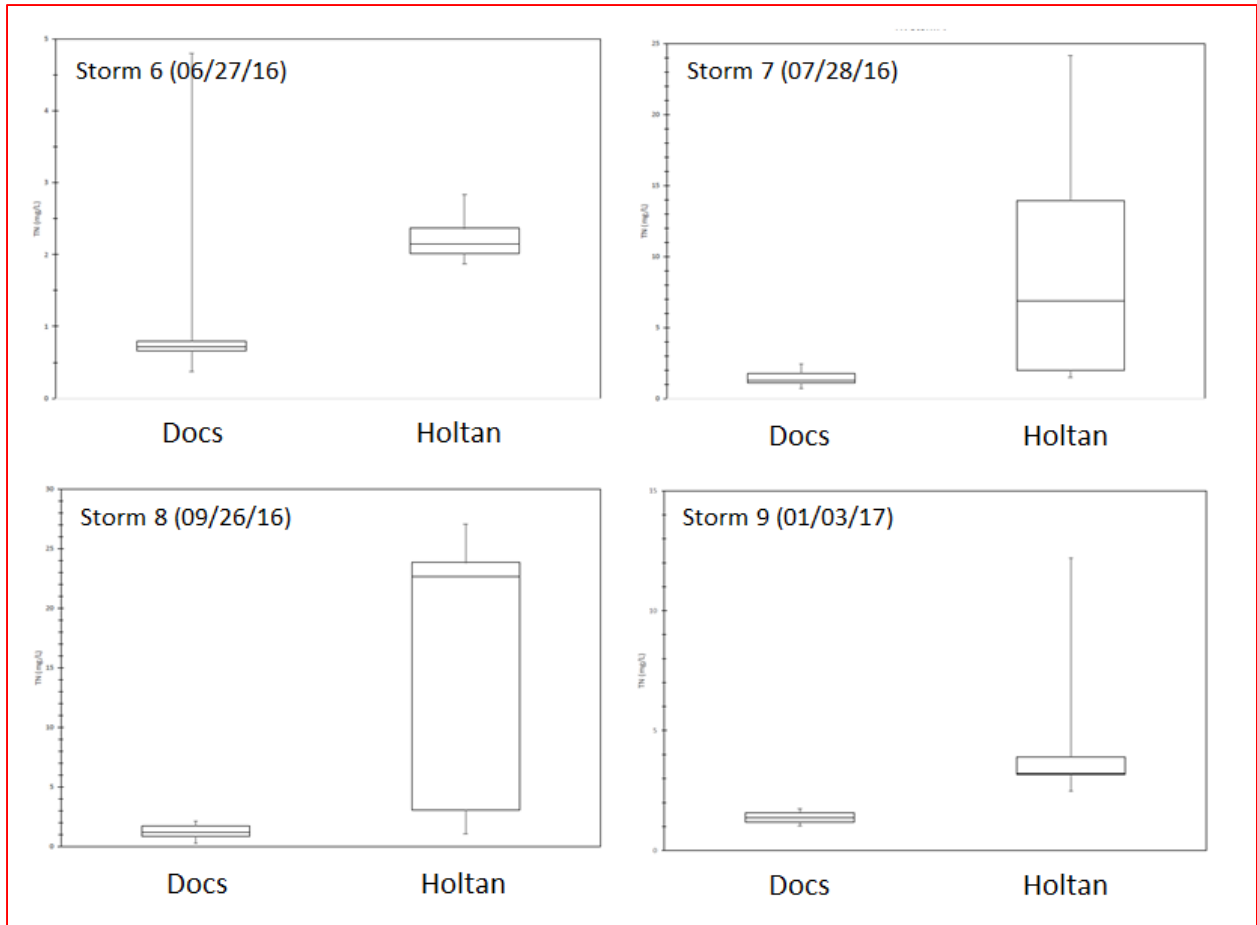 Storm 6 (06/27/16)
5
4
3
2
1
0
TN (mg/L)
Docs Holtan
Storm 7 (07/28/16)
25
20
15
10
5
0
TN (mg/L)
Docs Holtan
Storm 8 (09/26/16)
30
25
20
15
10
5
0
TN (mg/L)
Docs Holtan
Storm 9 (01/03/17)
15
10
5
0
TN (mg/L)
Docs Holtan